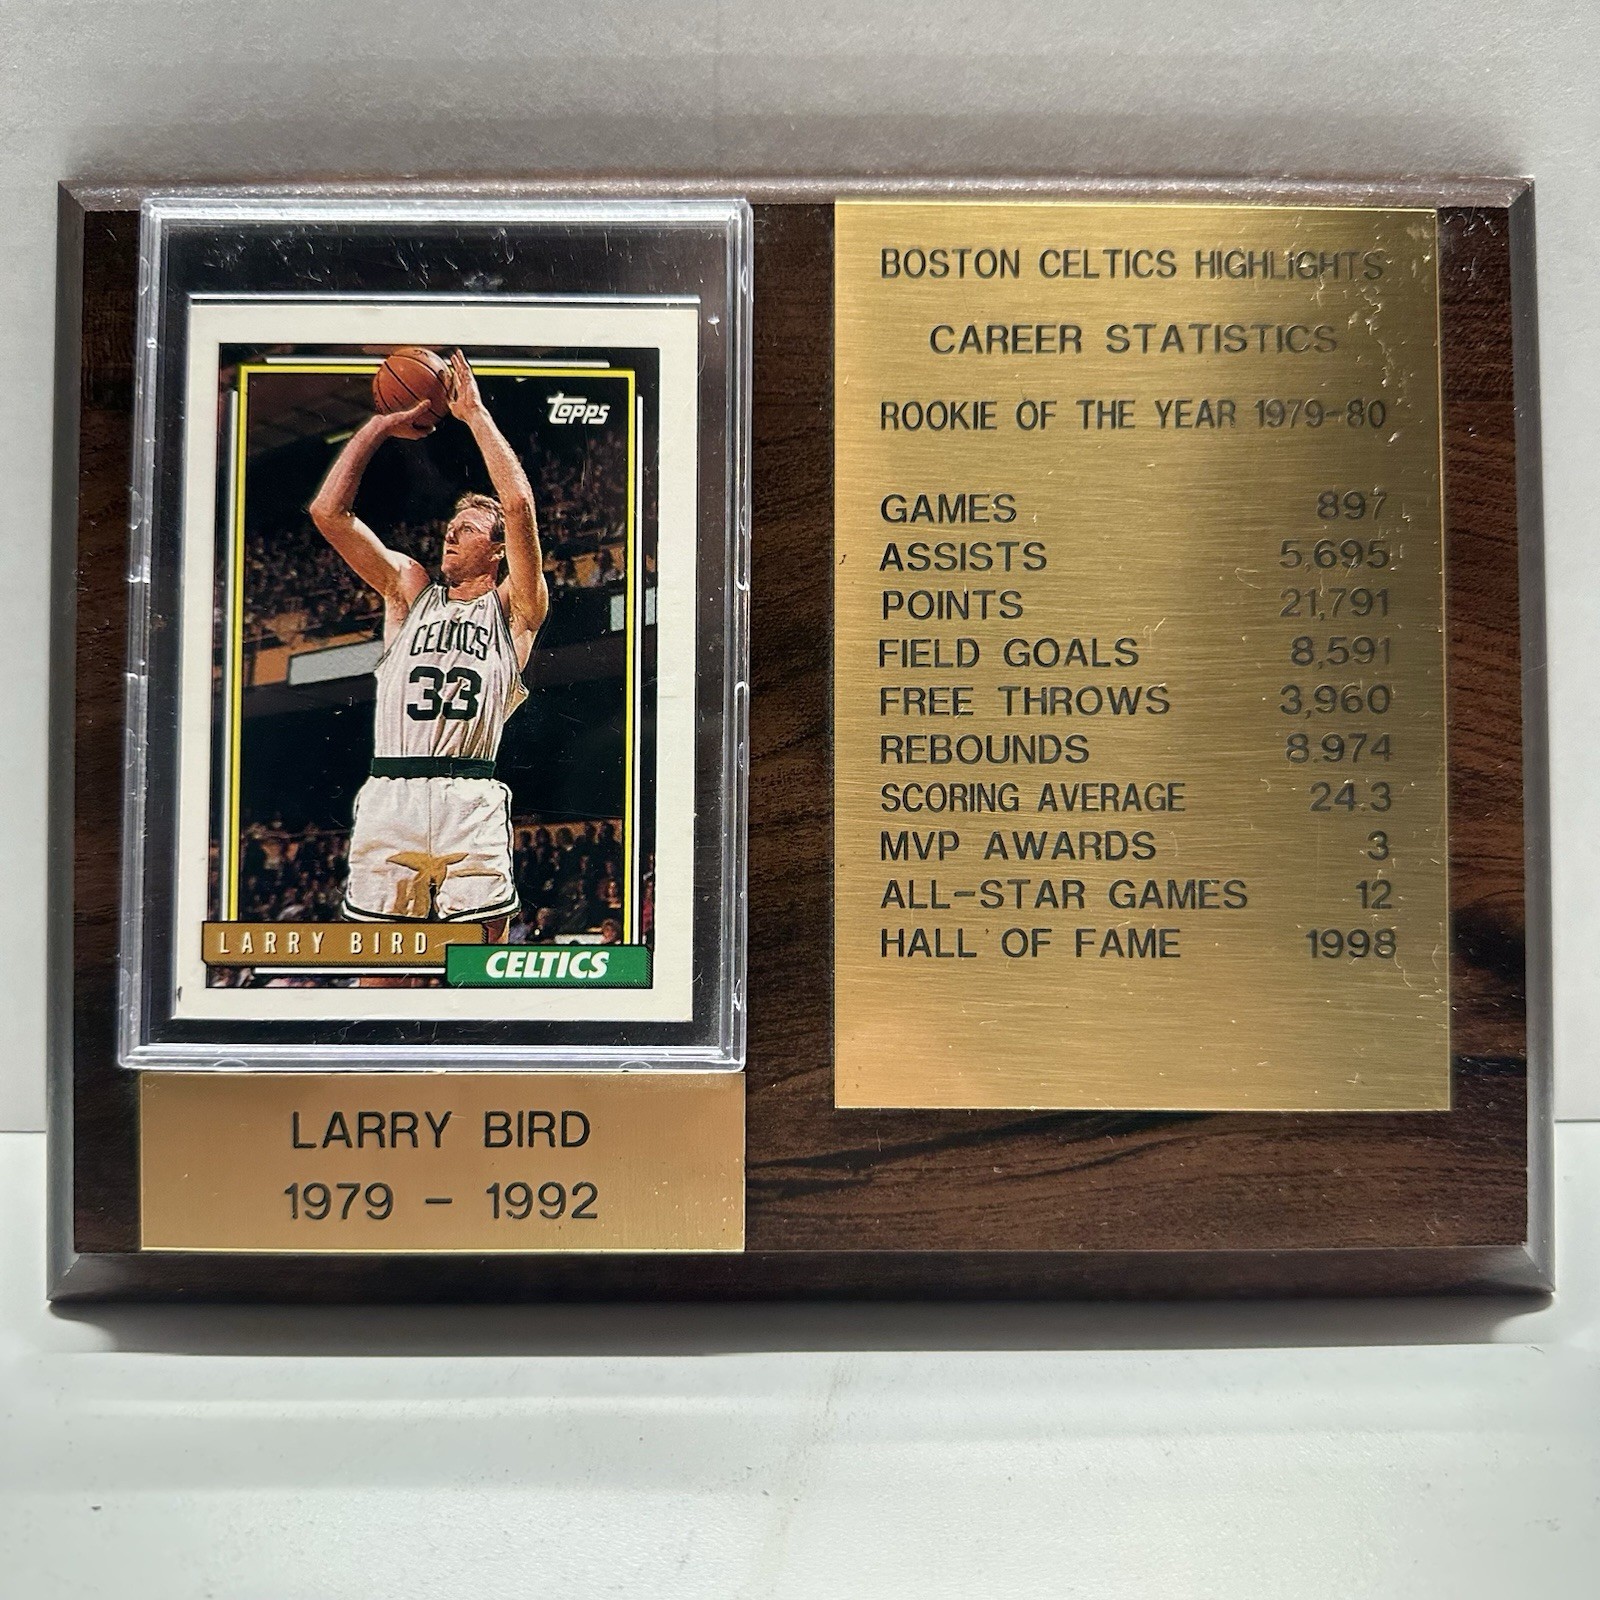 topps
CELTICS
33
LARRY BIRD
CELTICS
LARRY BIRD
1979 - 1992
BOSTON CELTICS HIGHLIGHTS
CAREER STATISTICS
ROOKIE OF THE YEAR 1979-80
GAMES 897
ASSISTS 5,695
POINTS 21,791
FIELD GOALS 8,591
FREE THROWS 3,960
REBOUNDS 8.974
SCORING AVERAGE 24.3
MVP AWARDS 3
ALL-STAR GAMES 12
HALL OF FAME 1998